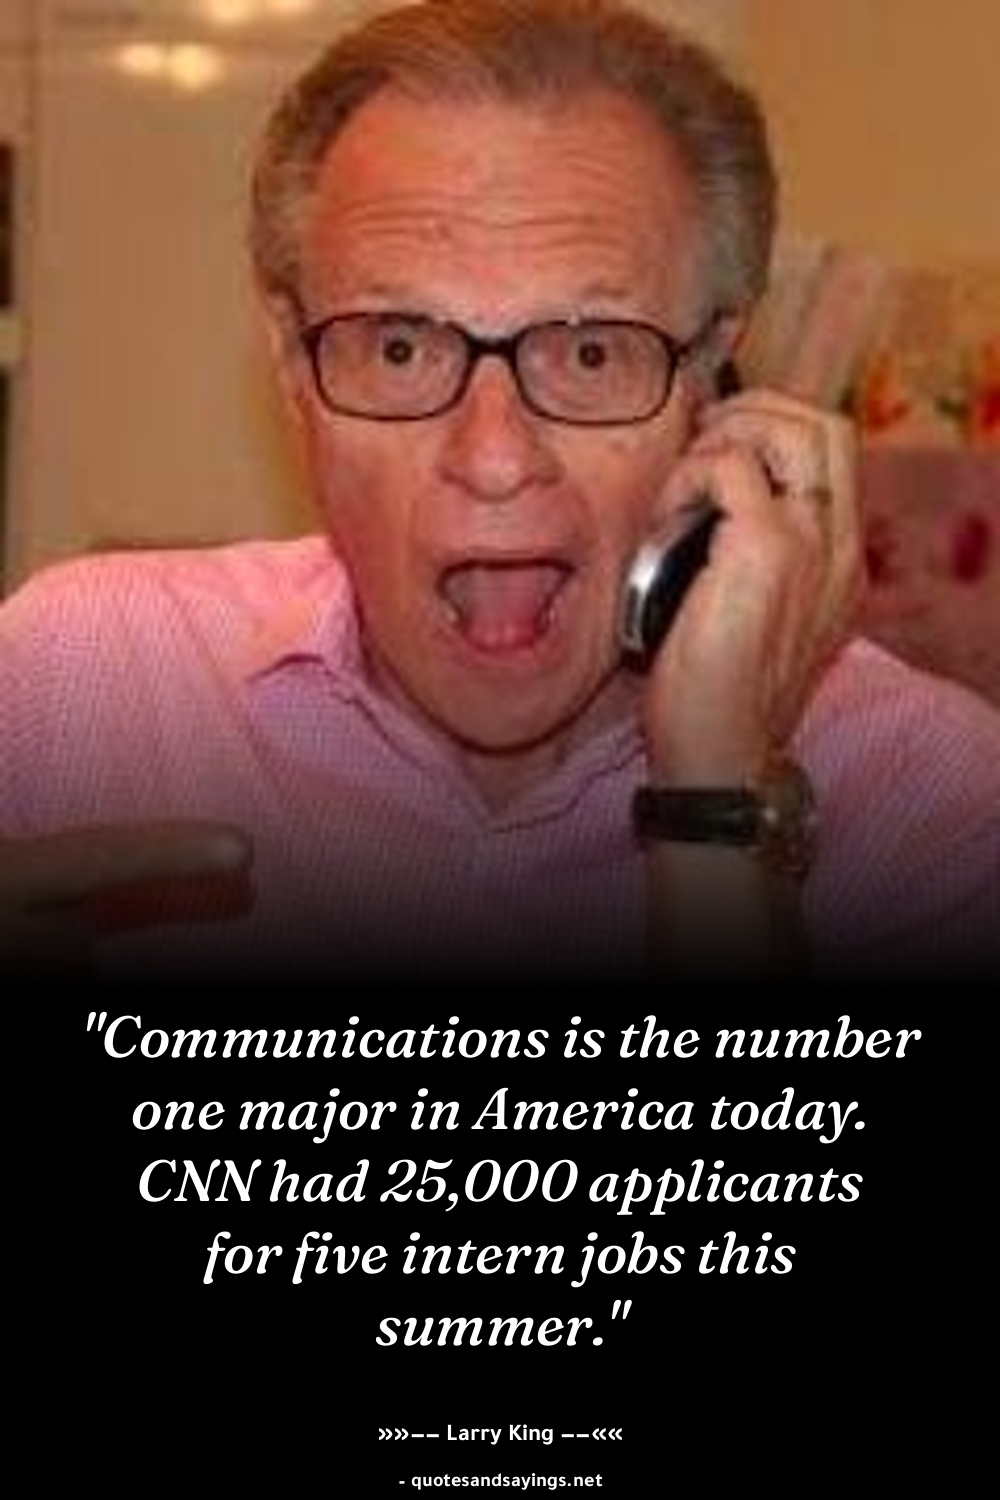 "Communications is the number
one major in America today.
CNN had 25,000 applicants
for five intern jobs this
summer."
»»–– Larry King ––««
- quotesandsayings.net